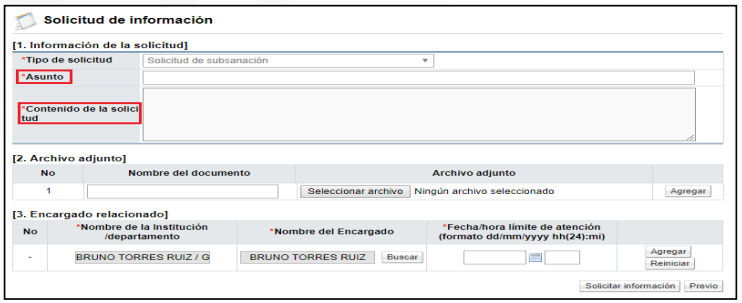 Solicitud de información
[1. Información de la solicitud]
*Tipo de solicitud Solicitud de subsanación
*Asunto
*Contenido de la solici
tud
[2. Archivo adjunto]
No Nombre del documento Archivo adjunto
1 Seleccionar archivo Ningún archivo seleccionado Agregar
[3. Encargado relacionado]
No *Nombre de la Institución
/departamento *Nombre del Encargado *Fecha/hora límite de atención
(formato dd/mm/yyyy hh(24):mi)
- BRUNO TORRES RUIZ / G BRUNO TORRES RUIZ Buscar Agregar
Reiniciar
Solicitar información Previo